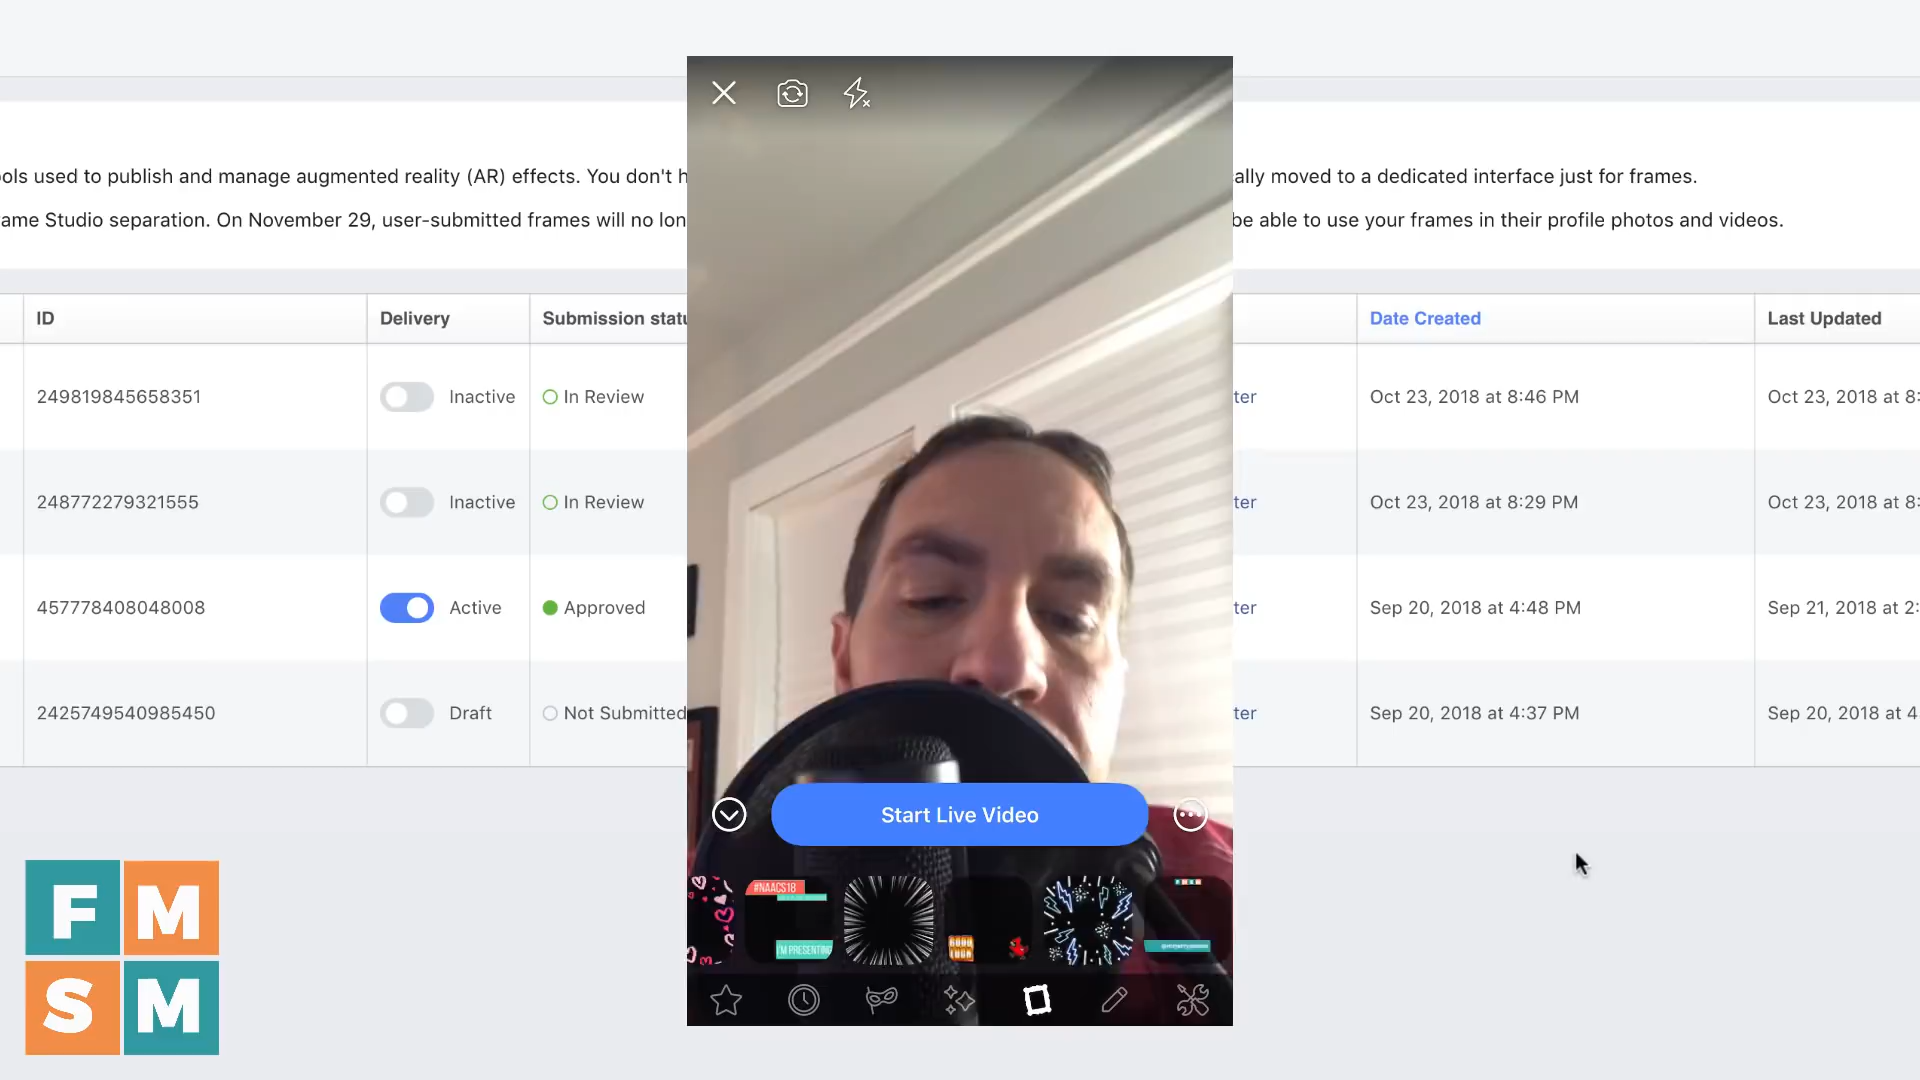 ols used to publish and manage augmented reality (AR) effects. You don't h
ally moved to a dedicated interface just for frames.
ame Studio separation. On November 29, user-submitted frames will no lon
be able to use your frames in their profile photos and videos.
ID Delivery Submission statu Date Created Last Updated
249819845658351 Inactive In Review ter Oct 23, 2018 at 8:46 PM Oct 23, 2018 at 8:
248772279321555 Inactive In Review ter Oct 23, 2018 at 8:29 PM Oct 23, 2018 at 8:
457778408048008 Active Approved ter Sep 20, 2018 at 4:48 PM Sep 21, 2018 at 2:
2425749540985450 Draft Not Submitted ter Sep 20, 2018 at 4:37 PM Sep 20, 2018 at 4
Start Live Video
#NAACS18
I'M PRESENTING
GOOD LUCK
F M
S M